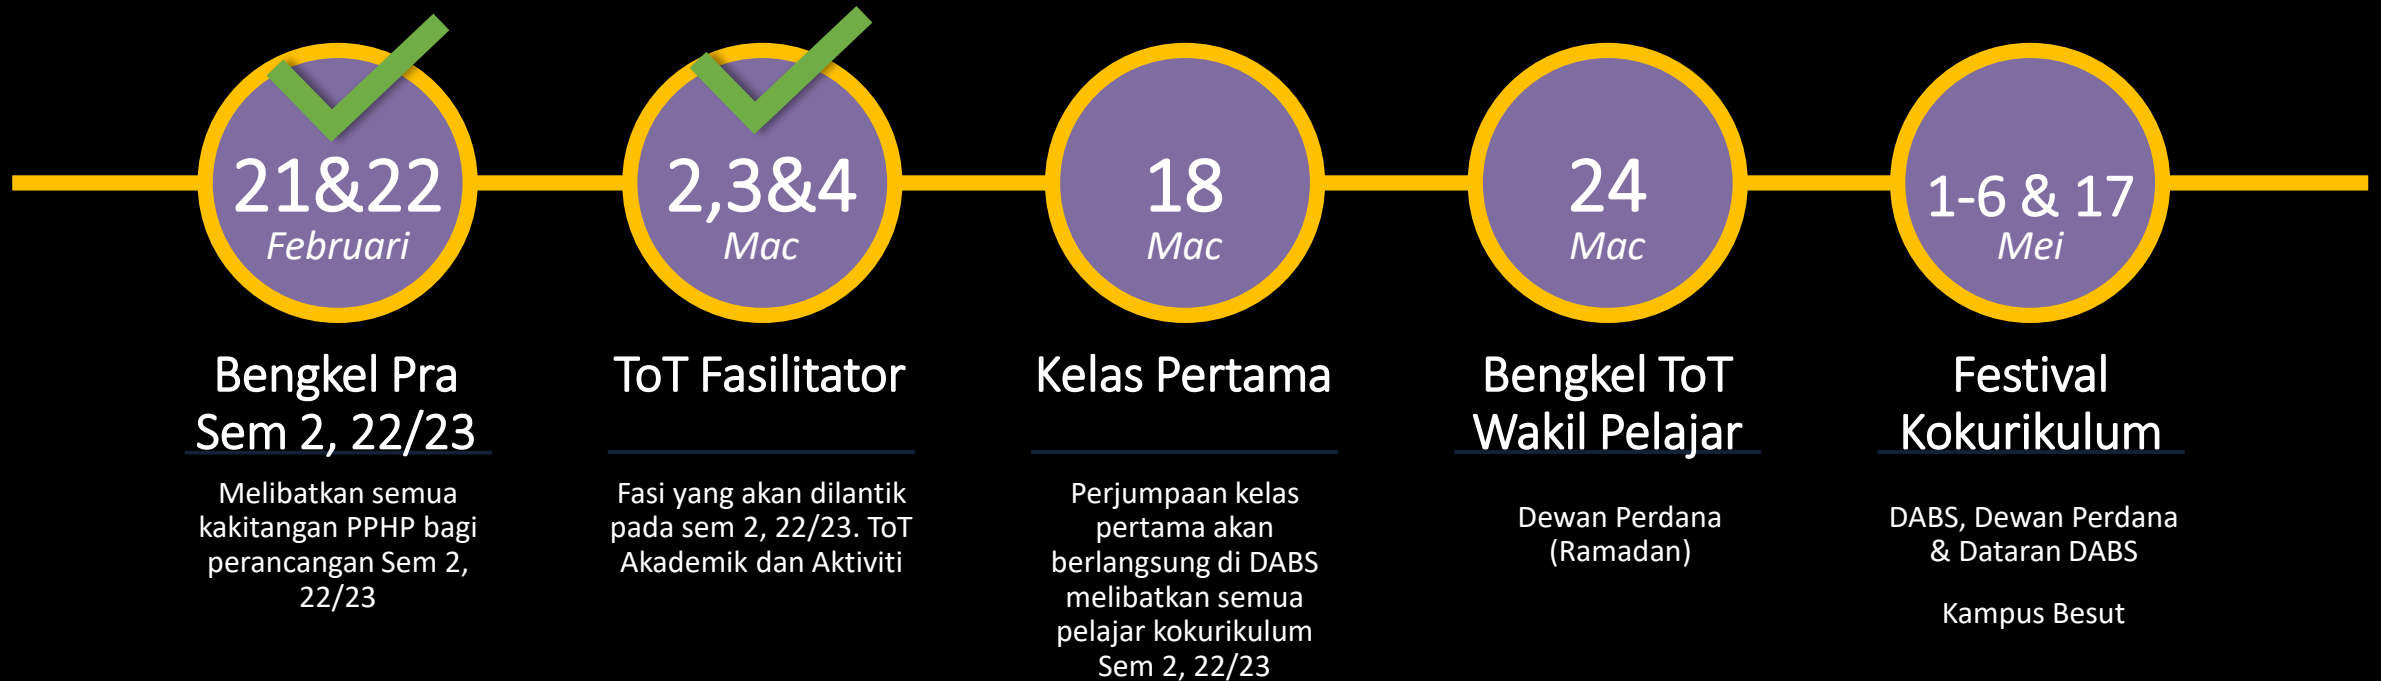 21&22
Februari
Bengkel Pra
Sem 2, 22/23
Melibatkan semua
kakitangan PPHP bagi
perancangan Sem 2,
22/23
2,3&4
Mac
ToT Fasilitator
Fasi yang akan dilantik
pada sem 2, 22/23. ToT
Akademik dan Aktiviti
18
Mac
Kelas Pertama
Perjumpaan kelas
pertama akan
berlangsung di DABS
melibatkan semua
pelajar kokurikulum
Sem 2, 22/23
24
Mac
Bengkel ToT
Wakil Pelajar
Dewan Perdana
(Ramadan)
1-6 & 17
Mei
Festival
Kokurikulum
DABS, Dewan Perdana
& Dataran DABS
Kampus Besut